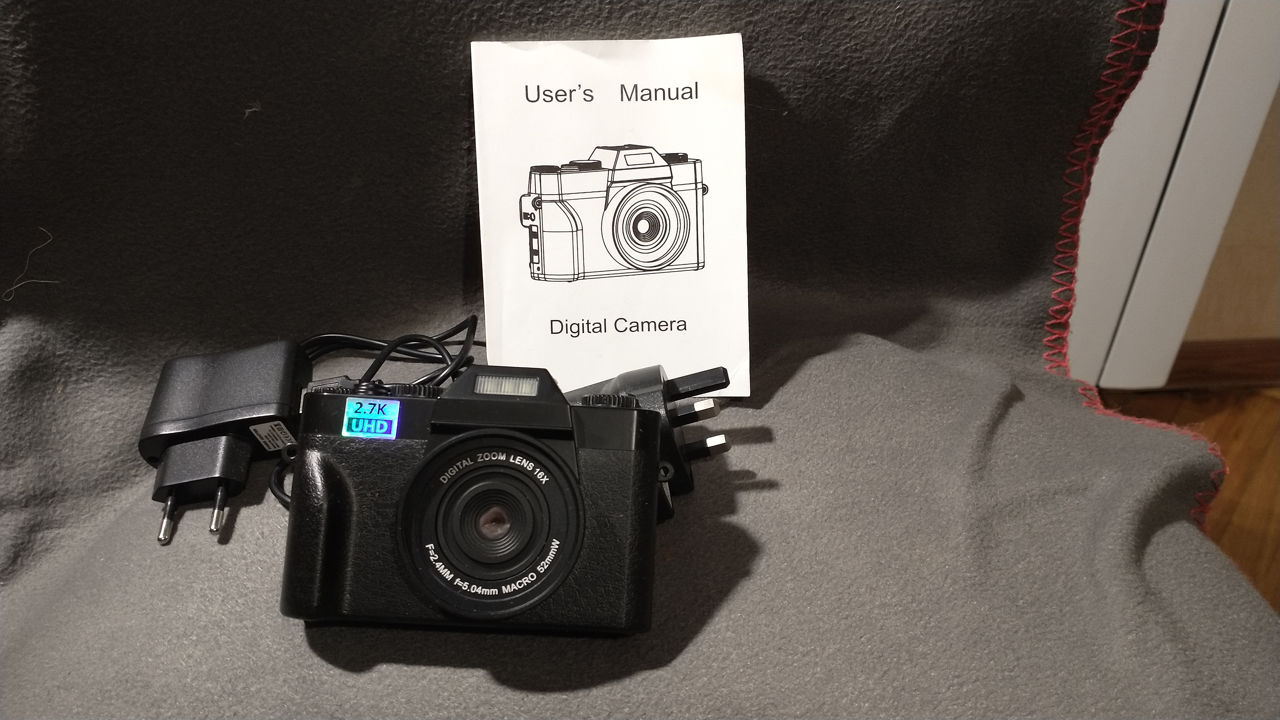 User's Manual
Digital Camera
2.7K
UHD
DIGITAL ZOOM LENS 16X
F=2.4MM f=5.04mm MACRO 52mmW